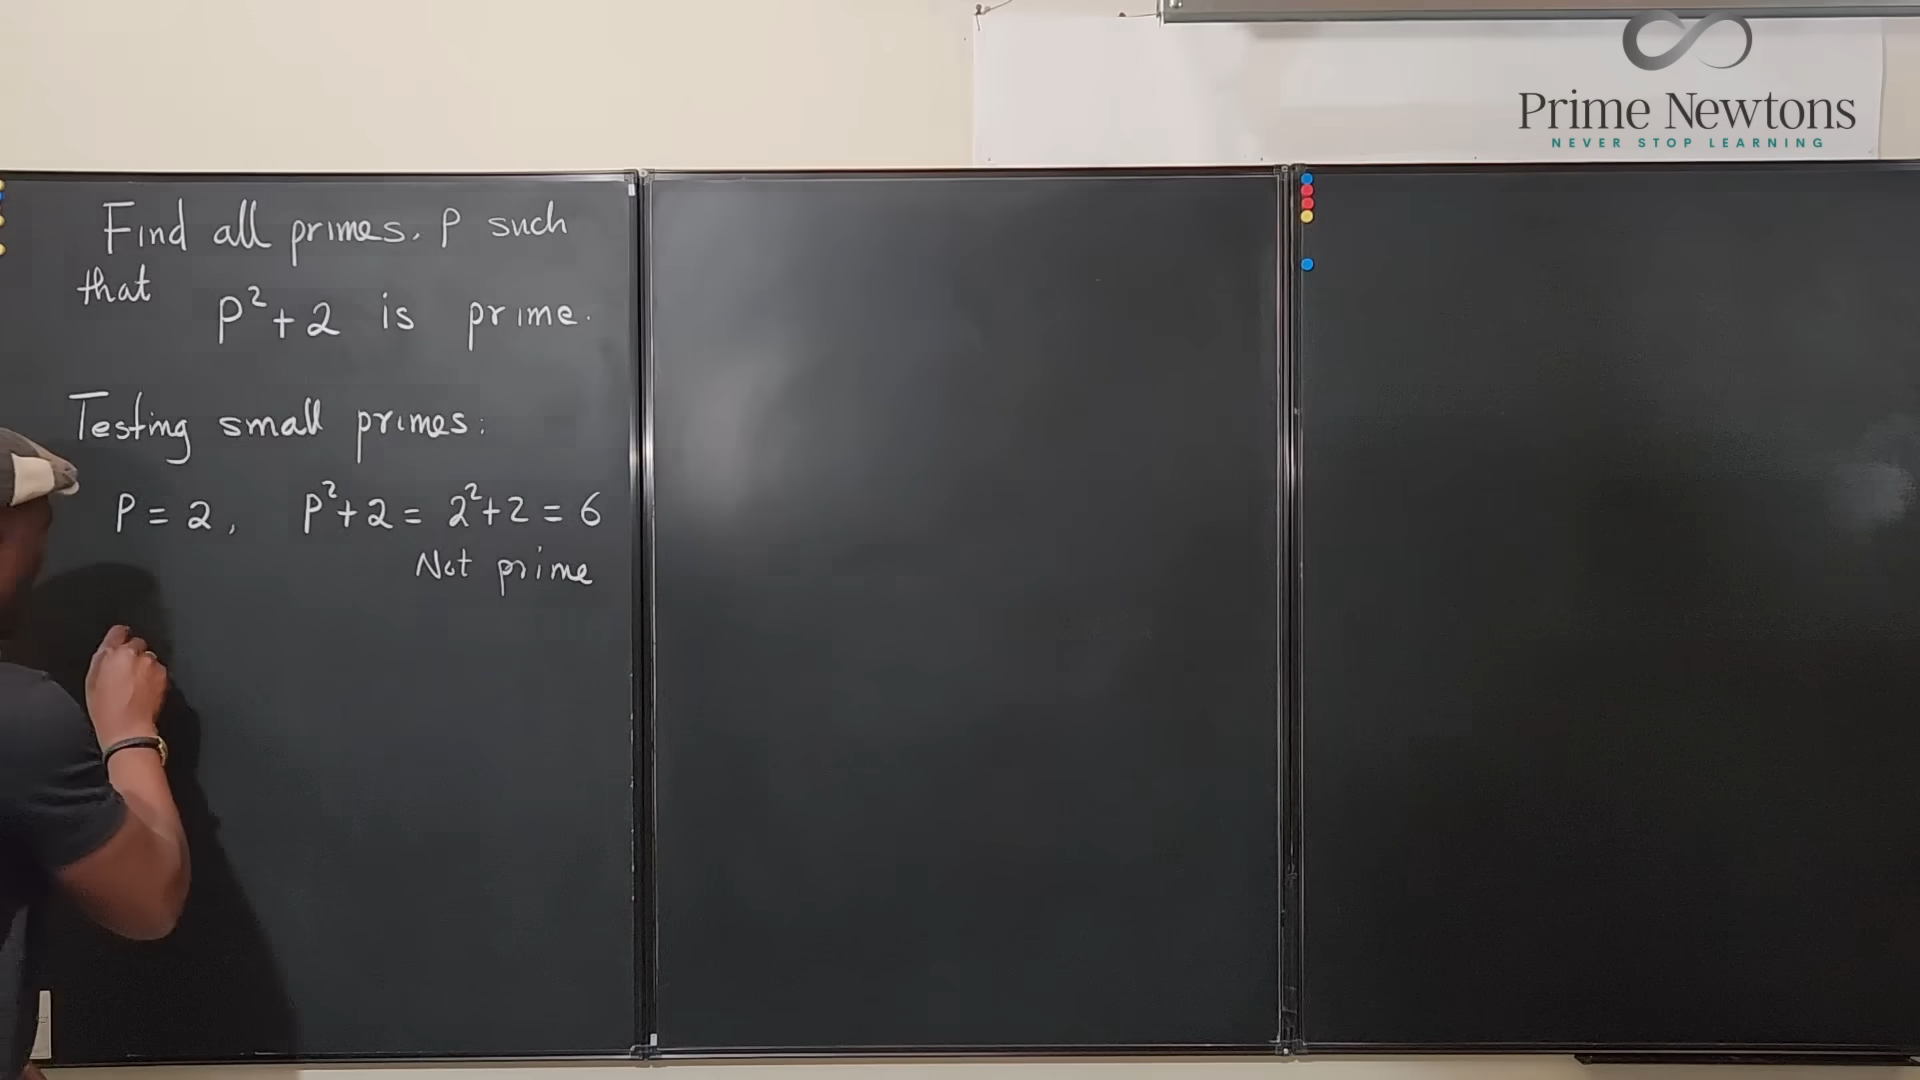 Prime Newtons
NEVER STOP LEARNING
Find all primes. P such
that
P²+2 is prime.
Testing small primes:
P = 2, P²+2 = 2²+2 = 6
Not prime